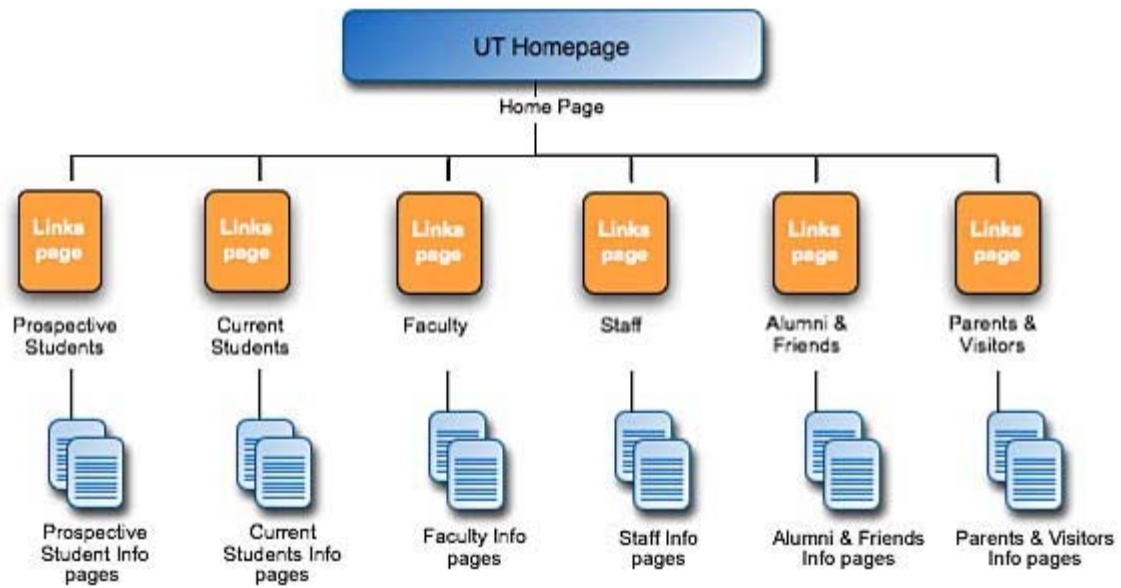 UT Homepage
Home Page
Links
page
Links
page
Links
page
Links
page
Links
page
Links
page
Prospective
Students
Current
Students
Faculty
Staff
Alumni &
Friends
Parents &
Visitors
Prospective
Student Info
pages
Current
Students Info
pages
Faculty Info
pages
Staff Info
pages
Alumni & Friends
Info pages
Parents & Visitors
Info pages